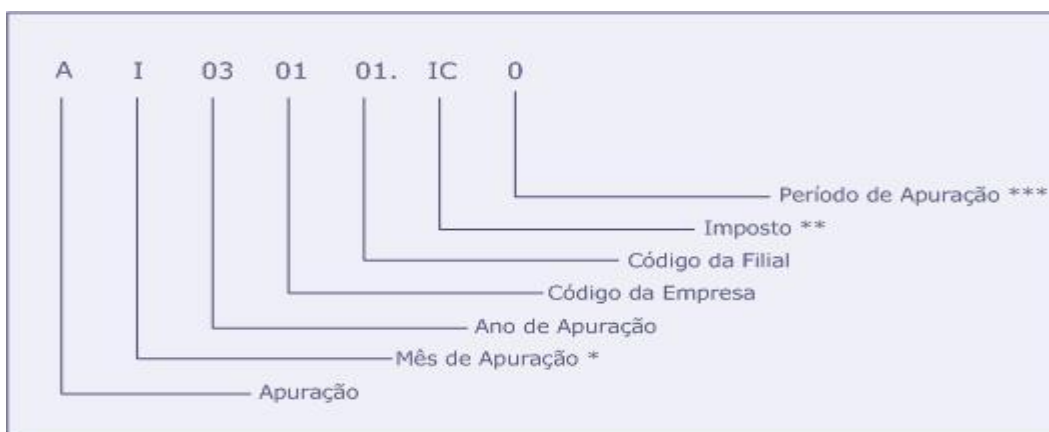 A I 03 01 01. IC 0
Período de Apuração ***
Imposto **
Código da Filial
Código da Empresa
Ano de Apuração
Mês de Apuração *
Apuração